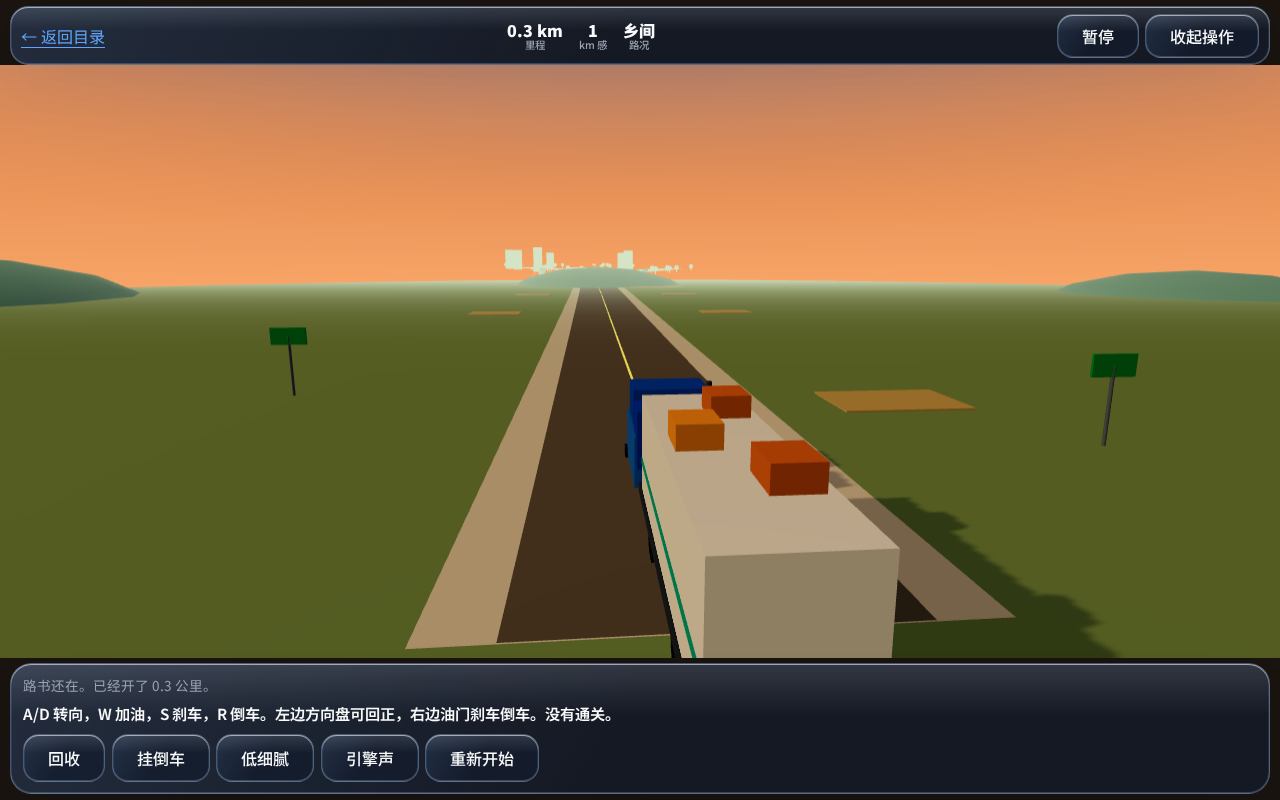 ← 返回目录
0.3 km
里程
1
km 感
乡间
路况
暂停
收起操作
路书还在。已经开了 0.3 公里。
A/D 转向，W 加油，S 刹车，R 倒车。左边方向盘可回正，右边油门刹车倒车。没有通关。
回收
挂倒车
低细腻
引擎声
重新开始